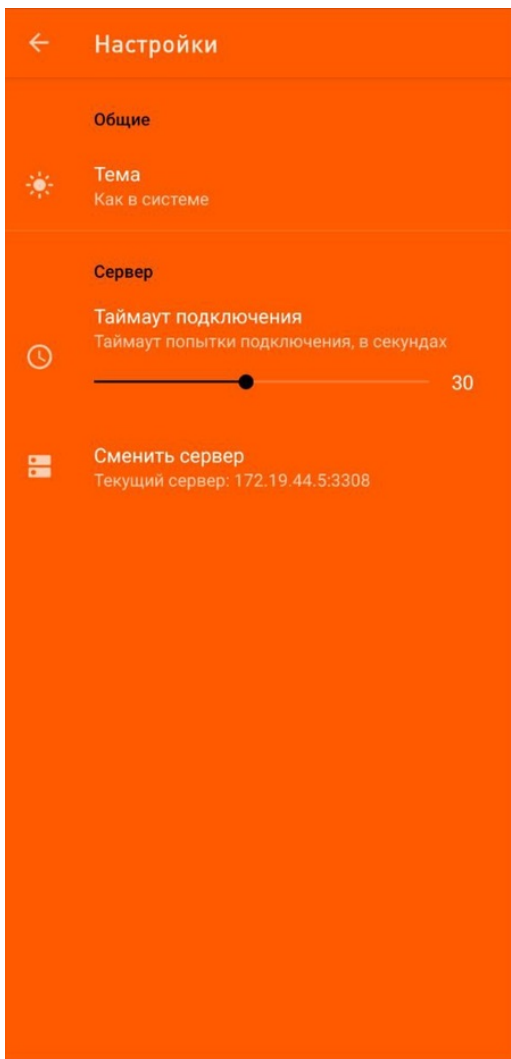 Настройки
Общие
Тема
Как в системе
Сервер
Таймаут подключения
Таймаут попытки подключения, в секундах
30
Сменить сервер
Текущий сервер: 172.19.44.5:3308